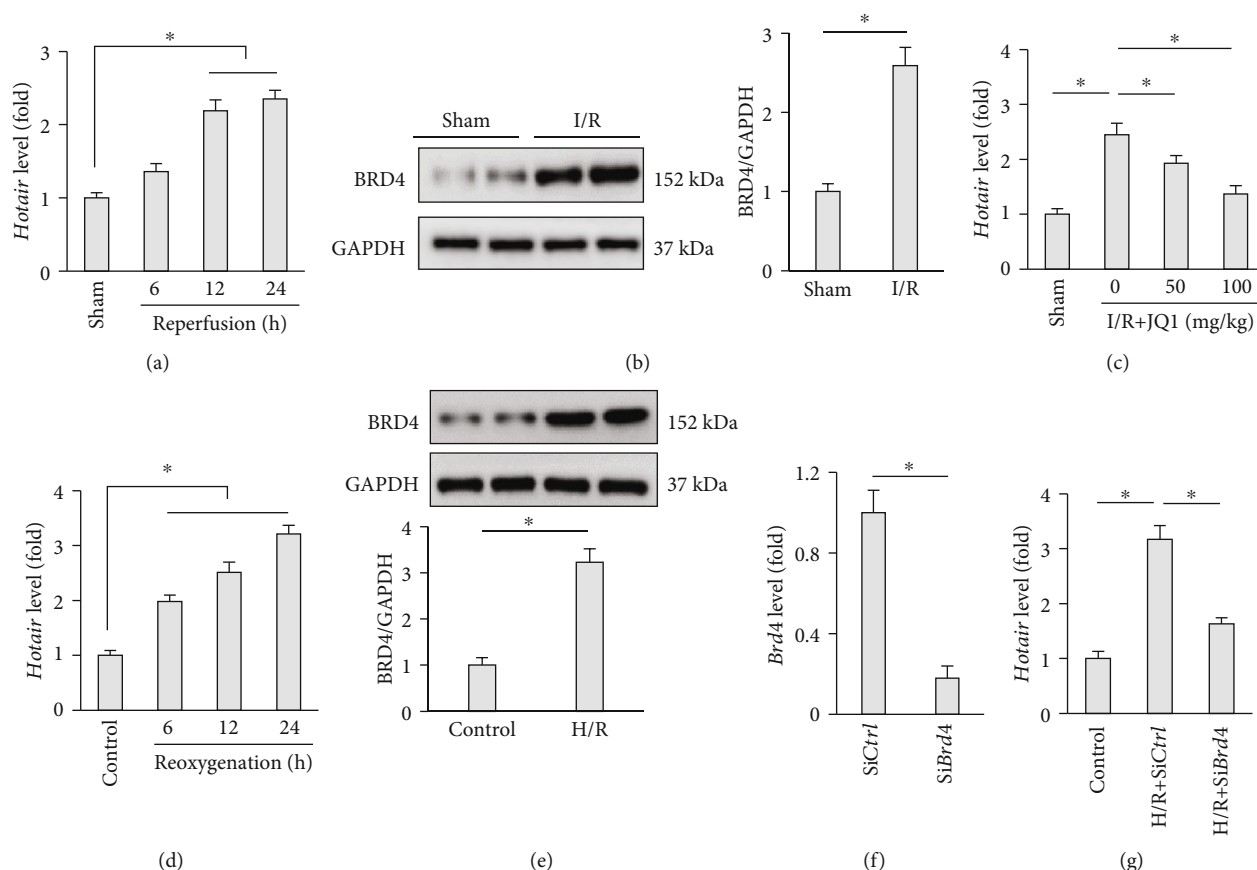 *
3
2
1
0
Hotair level (fold)
Sham
6 12 24
Reperfusion (h)
(a)
Sham I/R
BRD4 152 kDa
GAPDH 37 kDa
*
3
2
1
0
BRD4/GAPDH
Sham I/R
(b)
*
* *
4
3
2
1
0
Hotair level (fold)
Sham
0 50 100
I/R+JQ1 (mg/kg)
(c)
*
4
3
2
1
0
Hotair level (fold)
Control
6 12 24
Reoxygenation (h)
(d)
BRD4 152 kDa
GAPDH 37 kDa
*
4
3
2
1
0
BRD4/GAPDH
Control H/R
(e)
*
1.2
0.8
0.4
0
Brd4 level (fold)
SiCtrl
SiBrd4
(f)
* *
4
3
2
1
0
Hotair level (fold)
Control
H/R+SiCtrl
H/R+SiBrd4
(g)